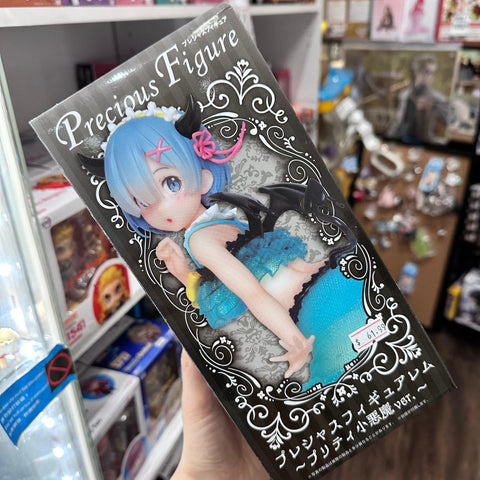 Precious Figure
プレシャスフィギュア
$ 61.99
プレシャスフィギュアレム
～プリティ小悪魔ver.～